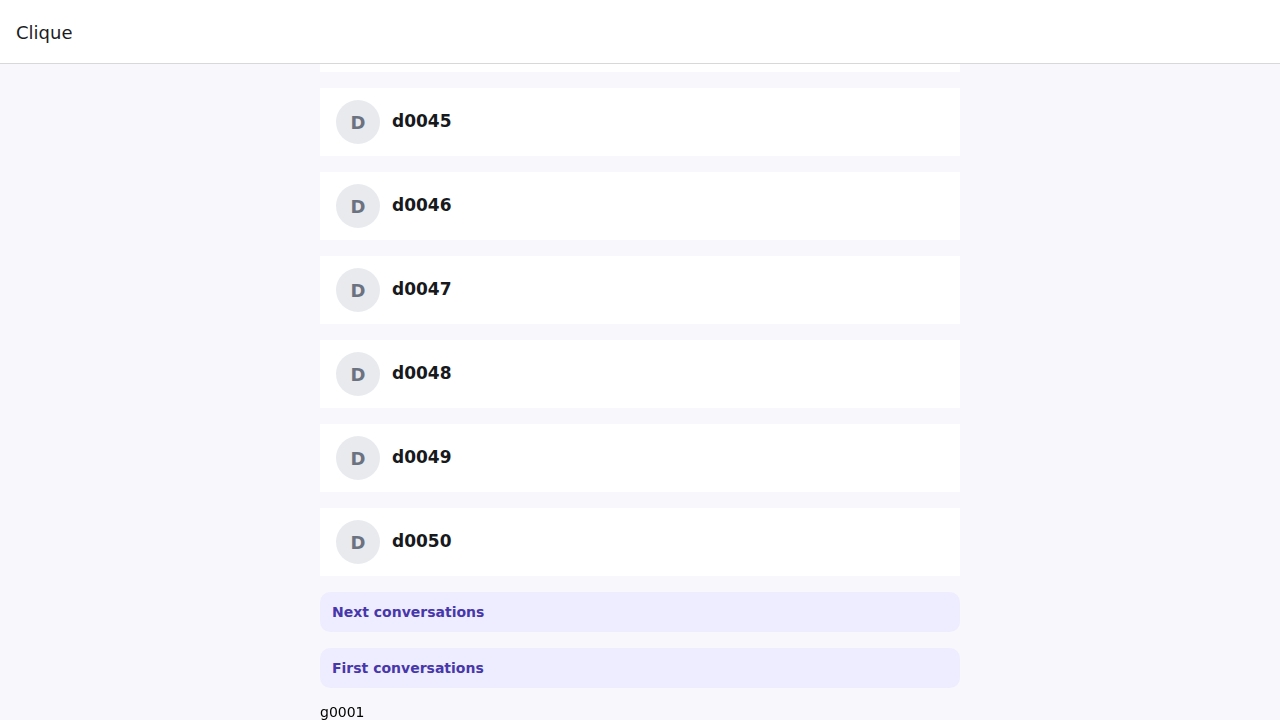 Clique
D
d0045
D
d0046
D
d0047
D
d0048
D
d0049
D
d0050
Next conversations
First conversations
g0001